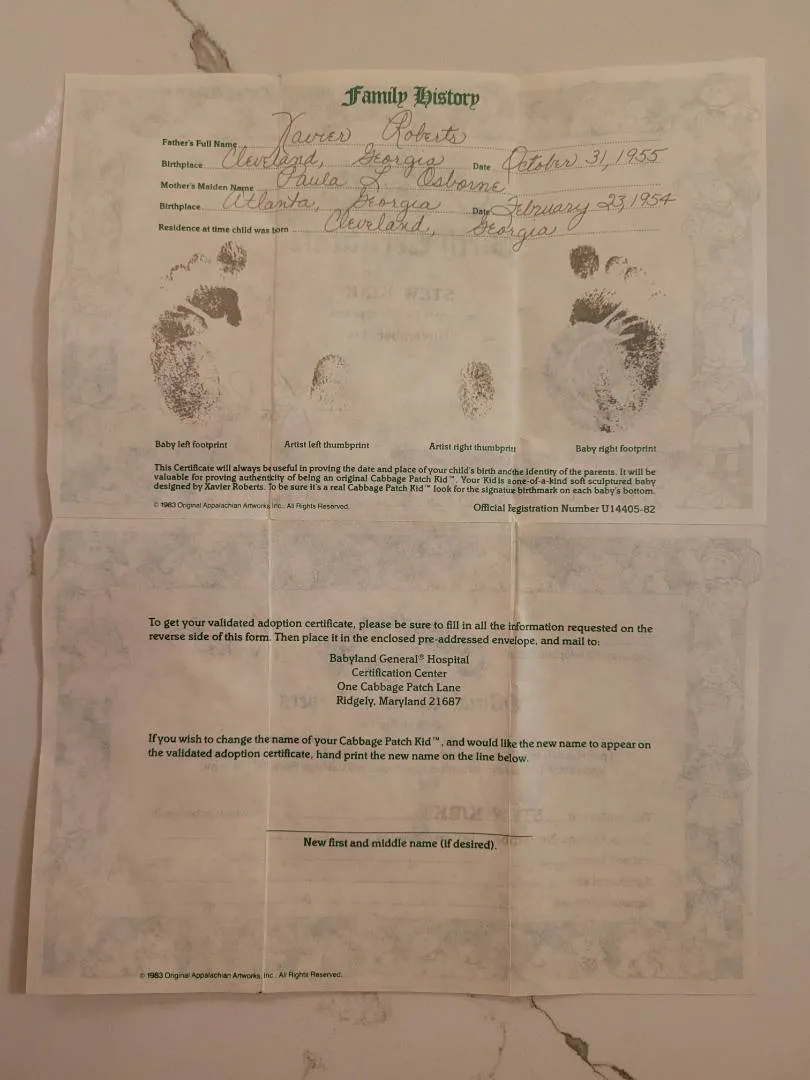 Family History
Father's Full Name Xavier Roberts
Birthplace Cleveland, Georgia Date October 31, 1955
Mother's Maiden Name Paula L. Osborne
Birthplace Atlanta, Georgia Date February 23, 1954
Residence at time child was born Cleveland, Georgia
STEW KIRK
Baby left footprint Artist left thumbprint Artist right thumbprint Baby right footprint
This Certificate will always be useful in proving the date and place of your child's birth and the identity of the parents. It will be
valuable for proving authenticity of being an original Cabbage Patch Kid™. Your 'Kid is a one-of-a-kind soft sculptured baby
designed by Xavier Roberts. To be sure it's a real Cabbage Patch Kid™ look for the signature birthmark on each baby's bottom.
© 1983 Original Appalachian Artworks, Inc., All Rights Reserved. Official Registration Number U14405-82
To get your validated adoption certificate, please be sure to fill in all the information requested on the
reverse side of this form. Then place it in the enclosed pre-addressed envelope, and mail to:
Babyland General® Hospital
Certification Center
One Cabbage Patch Lane
Ridgely, Maryland 21687
If you wish to change the name of your Cabbage Patch Kid™, and would like the new name to appear on
the validated adoption certificate, hand print the new name on the line below.
STEW KIRK
New first and middle name (if desired).
© 1983 Original Appalachian Artworks, Inc., All Rights Reserved.